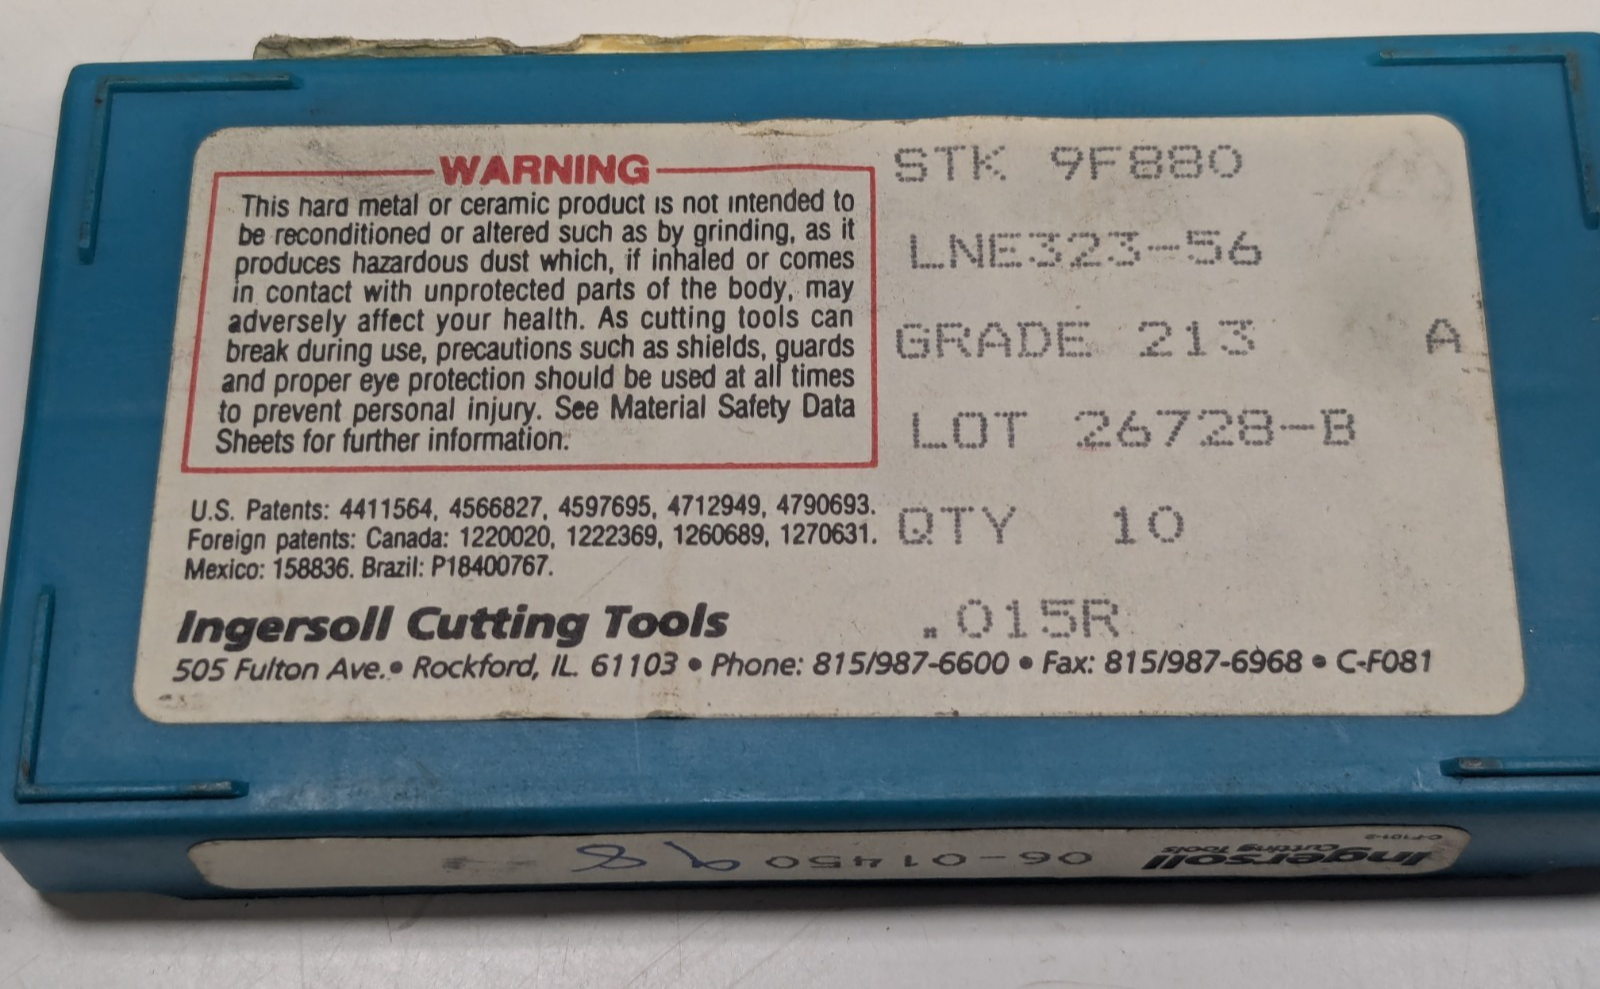 WARNING
This hard metal or ceramic product is not intended to
be reconditioned or altered such as by grinding, as it
produces hazardous dust which, if inhaled or comes
in contact with unprotected parts of the body, may
adversely affect your health. As cutting tools can
break during use, precautions such as shields, guards
and proper eye protection should be used at all times
to prevent personal injury. See Material Safety Data
Sheets for further information.
U.S. Patents: 4411564, 4566827, 4597695, 4712949, 4790693.
Foreign patents: Canada: 1220020, 1222369, 1260689, 1270631.
Mexico: 158836. Brazil: P18400767.
STK 9F880
LNE323-56
GRADE 213 A
LOT 26728-B
QTY 10
.015R
Ingersoll Cutting Tools
505 Fulton Ave. • Rockford, IL. 61103 • Phone: 815/987-6600 • Fax: 815/987-6968 • C-F081
Ingersoll
Cutting Tools
06-01450